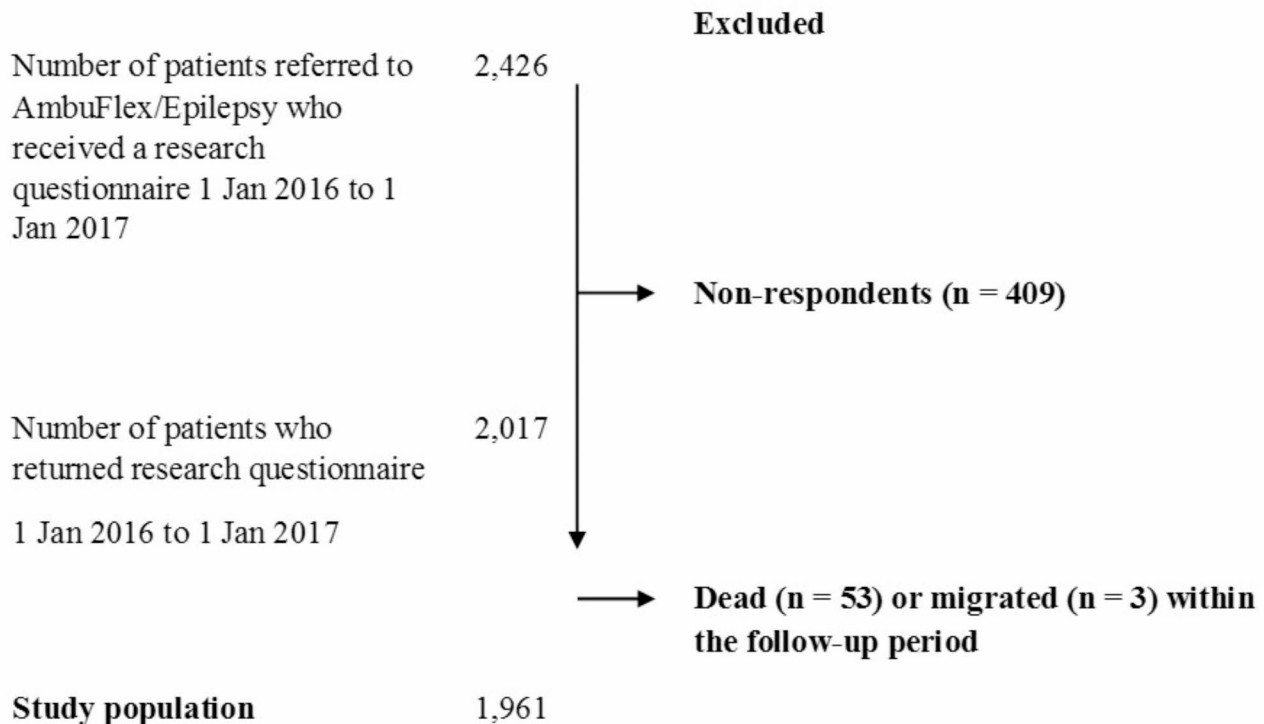 Excluded
Number of patients referred to 2,426
AmbuFlex/Epilepsy who
received a research
questionnaire 1 Jan 2016 to 1
Jan 2017
Non-respondents (n = 409)
Number of patients who 2,017
returned research questionnaire
1 Jan 2016 to 1 Jan 2017
Dead (n = 53) or migrated (n = 3) within
the follow-up period
Study population 1,961